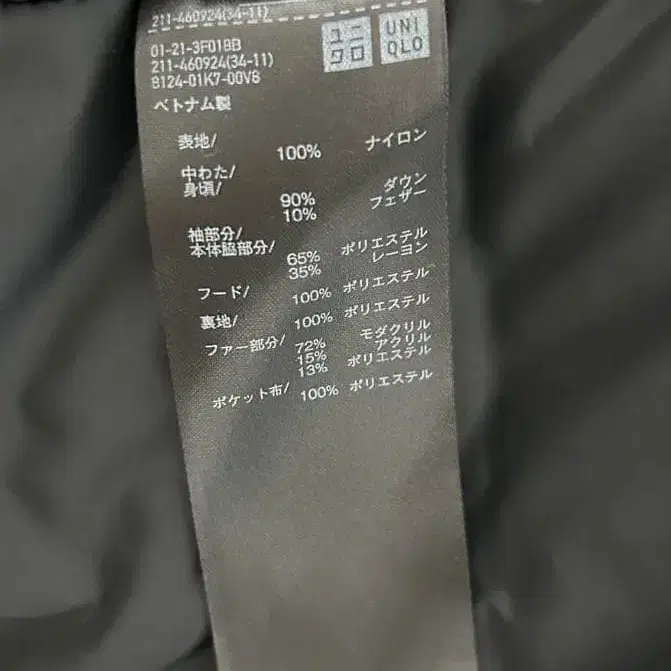 211-460924(34-11)
ユニ
クロ
UNI
QLO
01-21-3F01BB
211-460924(34-11)
8124-01K7-00V8
ベトナム製
表地/ 100% ナイロン
中わた/
身頃/ 90% ダウン
10% フェザー
袖部分/
本体脇部分/ 65% ポリエステル
35% レーヨン
フード/ 100% ポリエステル
裏地/ 100% ポリエステル
ファー部分/ 72% モダクリル
15% アクリル
13% ポリエステル
ポケット布/ 100% ポリエステル